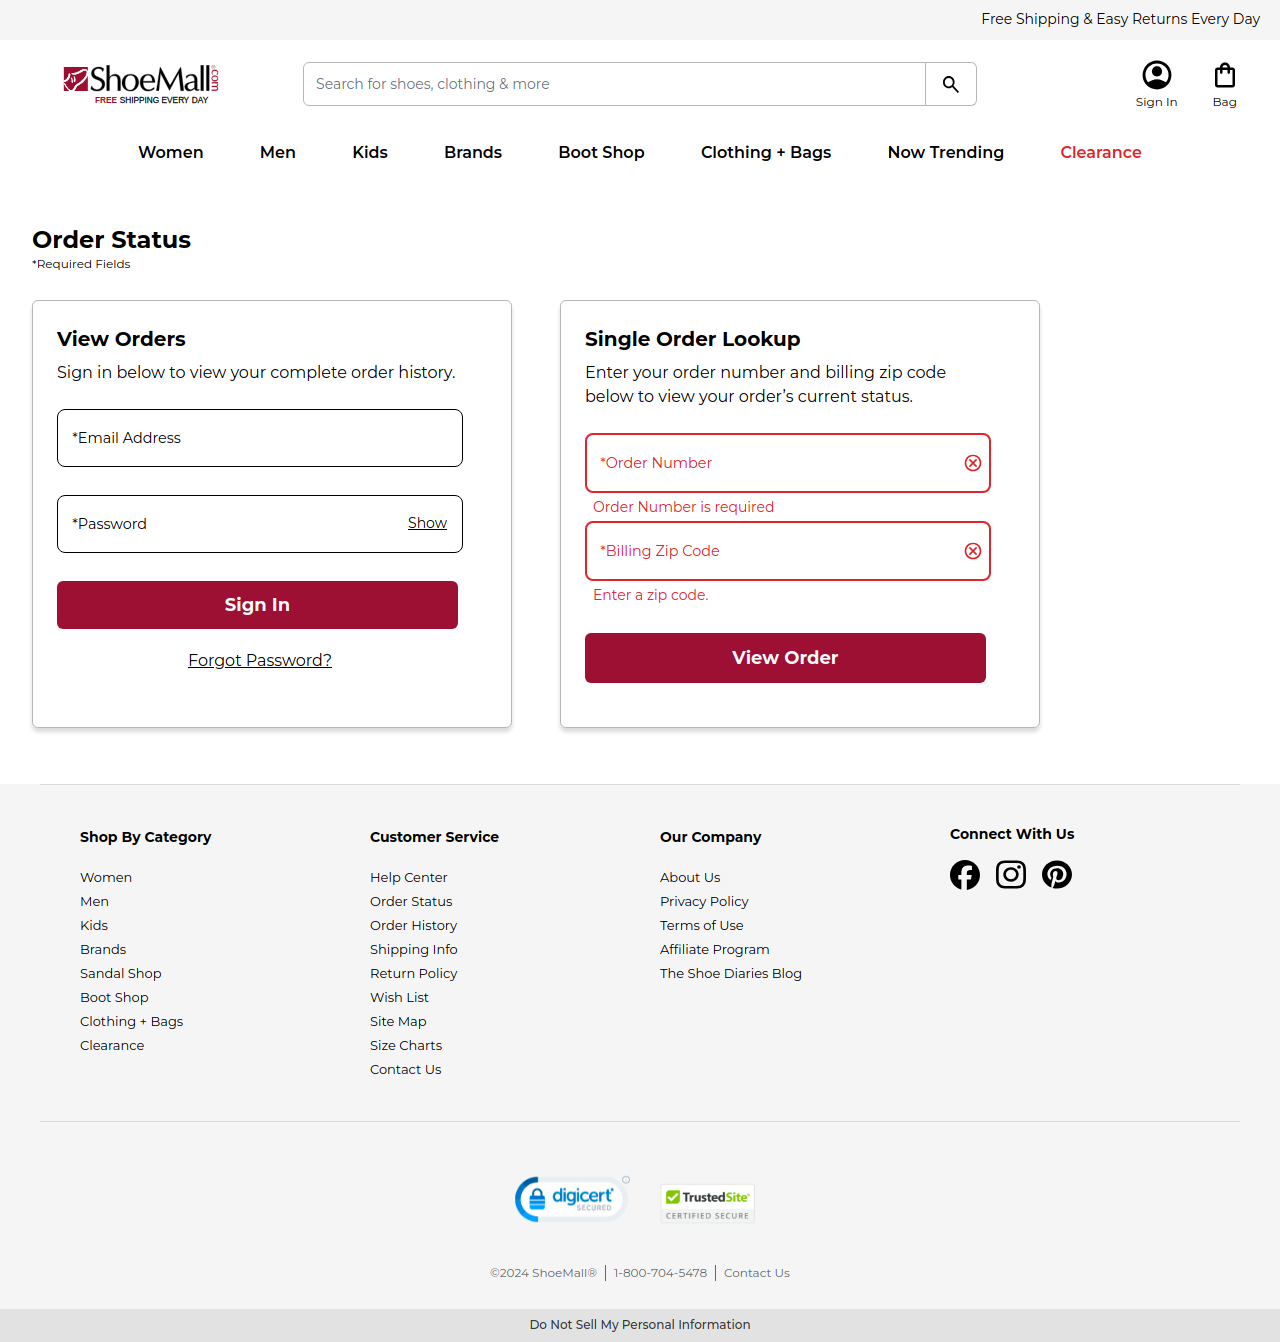 Free Shipping & Easy Returns Every Day
ShoeMall®.com
FREE SHIPPING EVERY DAY
Search for shoes, clothing & more
Sign In
Bag
Women Men Kids Brands Boot Shop Clothing + Bags Now Trending Clearance
Order Status
*Required Fields
View Orders
Sign in below to view your complete order history.
*Email Address
*Password Show
Sign In
Forgot Password?
Single Order Lookup
Enter your order number and billing zip code
below to view your order’s current status.
*Order Number
Order Number is required
*Billing Zip Code
Enter a zip code.
View Order
Shop By Category
Women
Men
Kids
Brands
Sandal Shop
Boot Shop
Clothing + Bags
Clearance
Customer Service
Help Center
Order Status
Order History
Shipping Info
Return Policy
Wish List
Site Map
Size Charts
Contact Us
Our Company
About Us
Privacy Policy
Terms of Use
Affiliate Program
The Shoe Diaries Blog
Connect With Us
digicert®
SECURED
TrustedSite®
CERTIFIED SECURE
©2024 ShoeMall® | 1-800-704-5478 | Contact Us
Do Not Sell My Personal Information